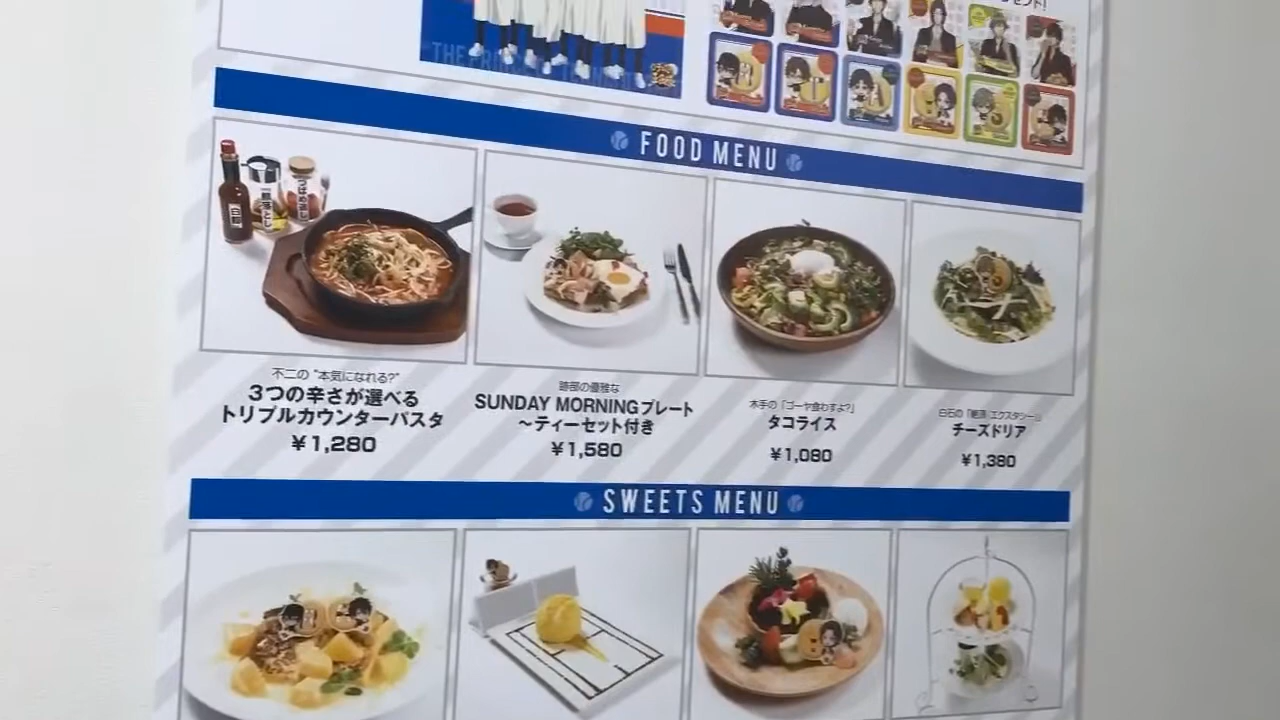 FOOD MENU
不二の"本気になれる?"
3つの辛さが選べる
トリプルカウンターパスタ
¥1,280
跡部の優雅な
SUNDAY MORNINGプレート
～ティーセット付き
¥1,580
木手の「ゴーヤ食わすよ?」
タコライス
¥1,080
白石の「絶頂（エクスタシー）」
チーズドリア
¥1,380
SWEETS MENU